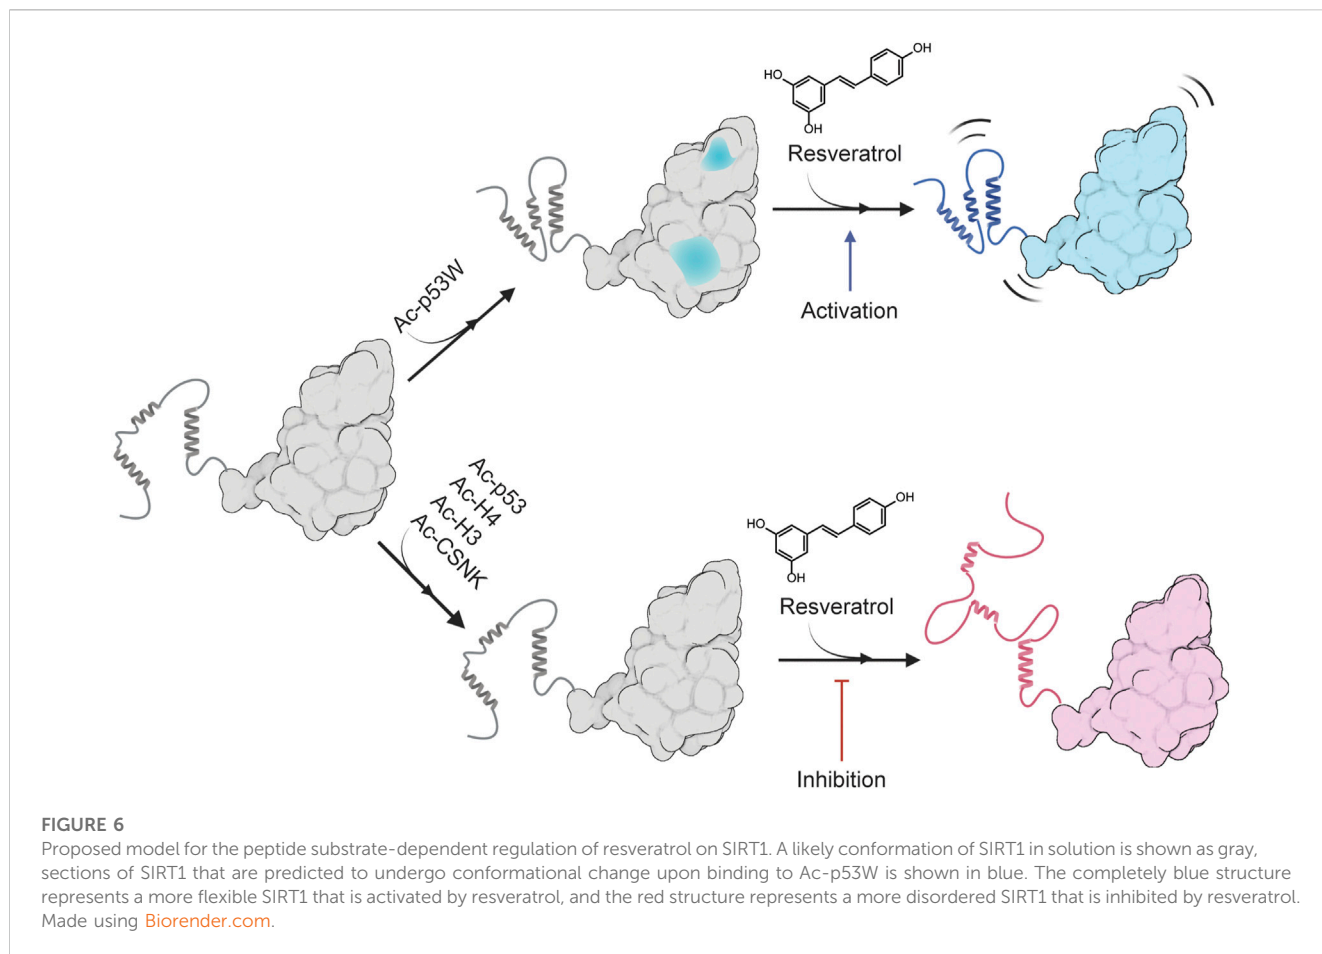 OH
HO
OH
Resveratrol
Ac-p53W
Activation
Ac-p53
Ac-H4
Ac-H3
Ac-CSNK
OH
HO
OH
Resveratrol
Inhibition
FIGURE 6
Proposed model for the peptide substrate-dependent regulation of resveratrol on SIRT1. A likely conformation of SIRT1 in solution is shown as gray,
sections of SIRT1 that are predicted to undergo conformational change upon binding to Ac-p53W is shown in blue. The completely blue structure
represents a more flexible SIRT1 that is activated by resveratrol, and the red structure represents a more disordered SIRT1 that is inhibited by resveratrol.
Made using Biorender.com.